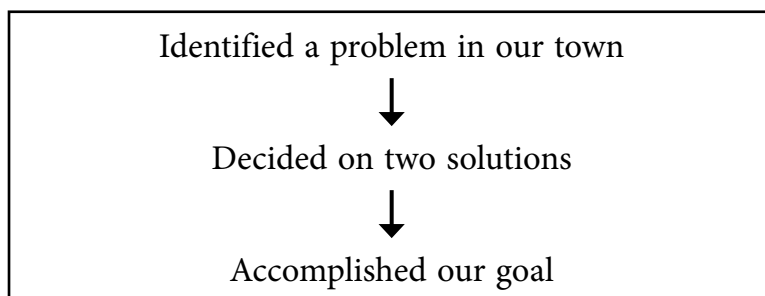 Identified a problem in our town
Decided on two solutions
Accomplished our goal